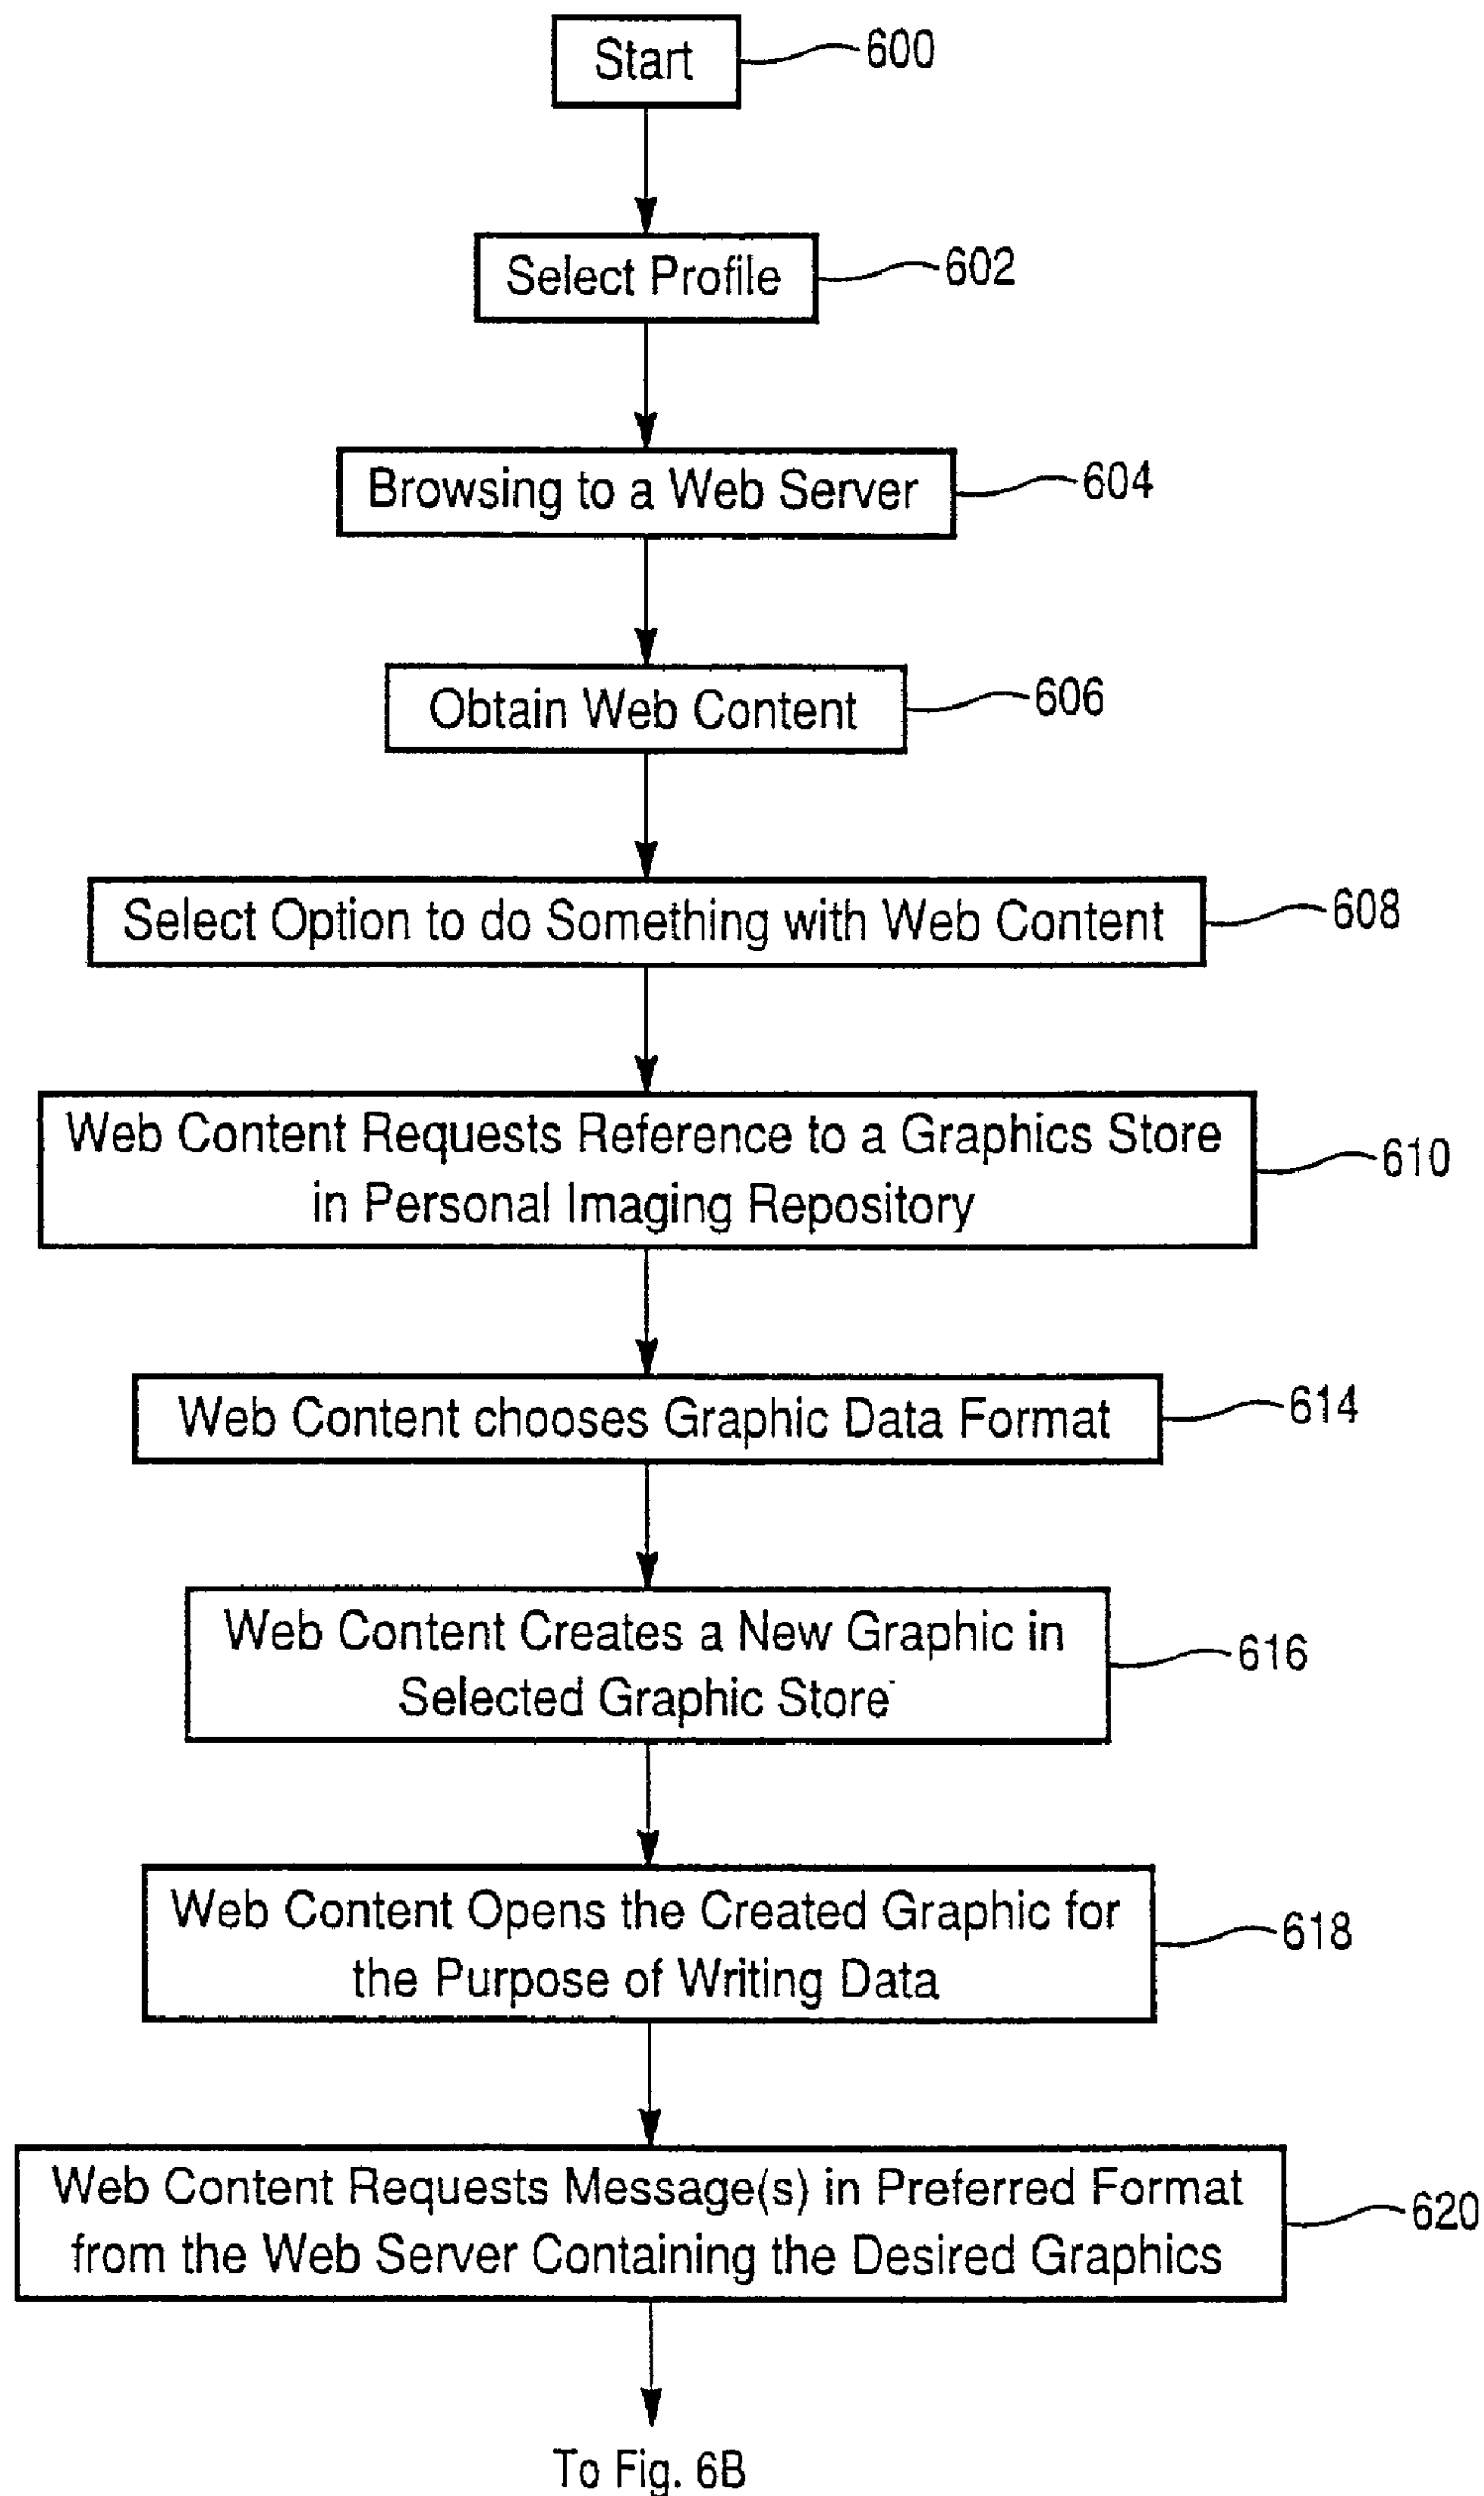 Start
600
Select Profile
602
Browsing to a Web Server
604
Obtain Web Content
606
Select Option to do Something with Web Content
608
Web Content Requests Reference to a Graphics Store
in Personal Imaging Repository
610
Web Content chooses Graphic Data Format
614
Web Content Creates a New Graphic in
Selected Graphic Store
616
Web Content Opens the Created Graphic for
the Purpose of Writing Data
618
Web Content Requests Message(s) in Preferred Format
from the Web Server Containing the Desired Graphics
620
To Fig. 6B